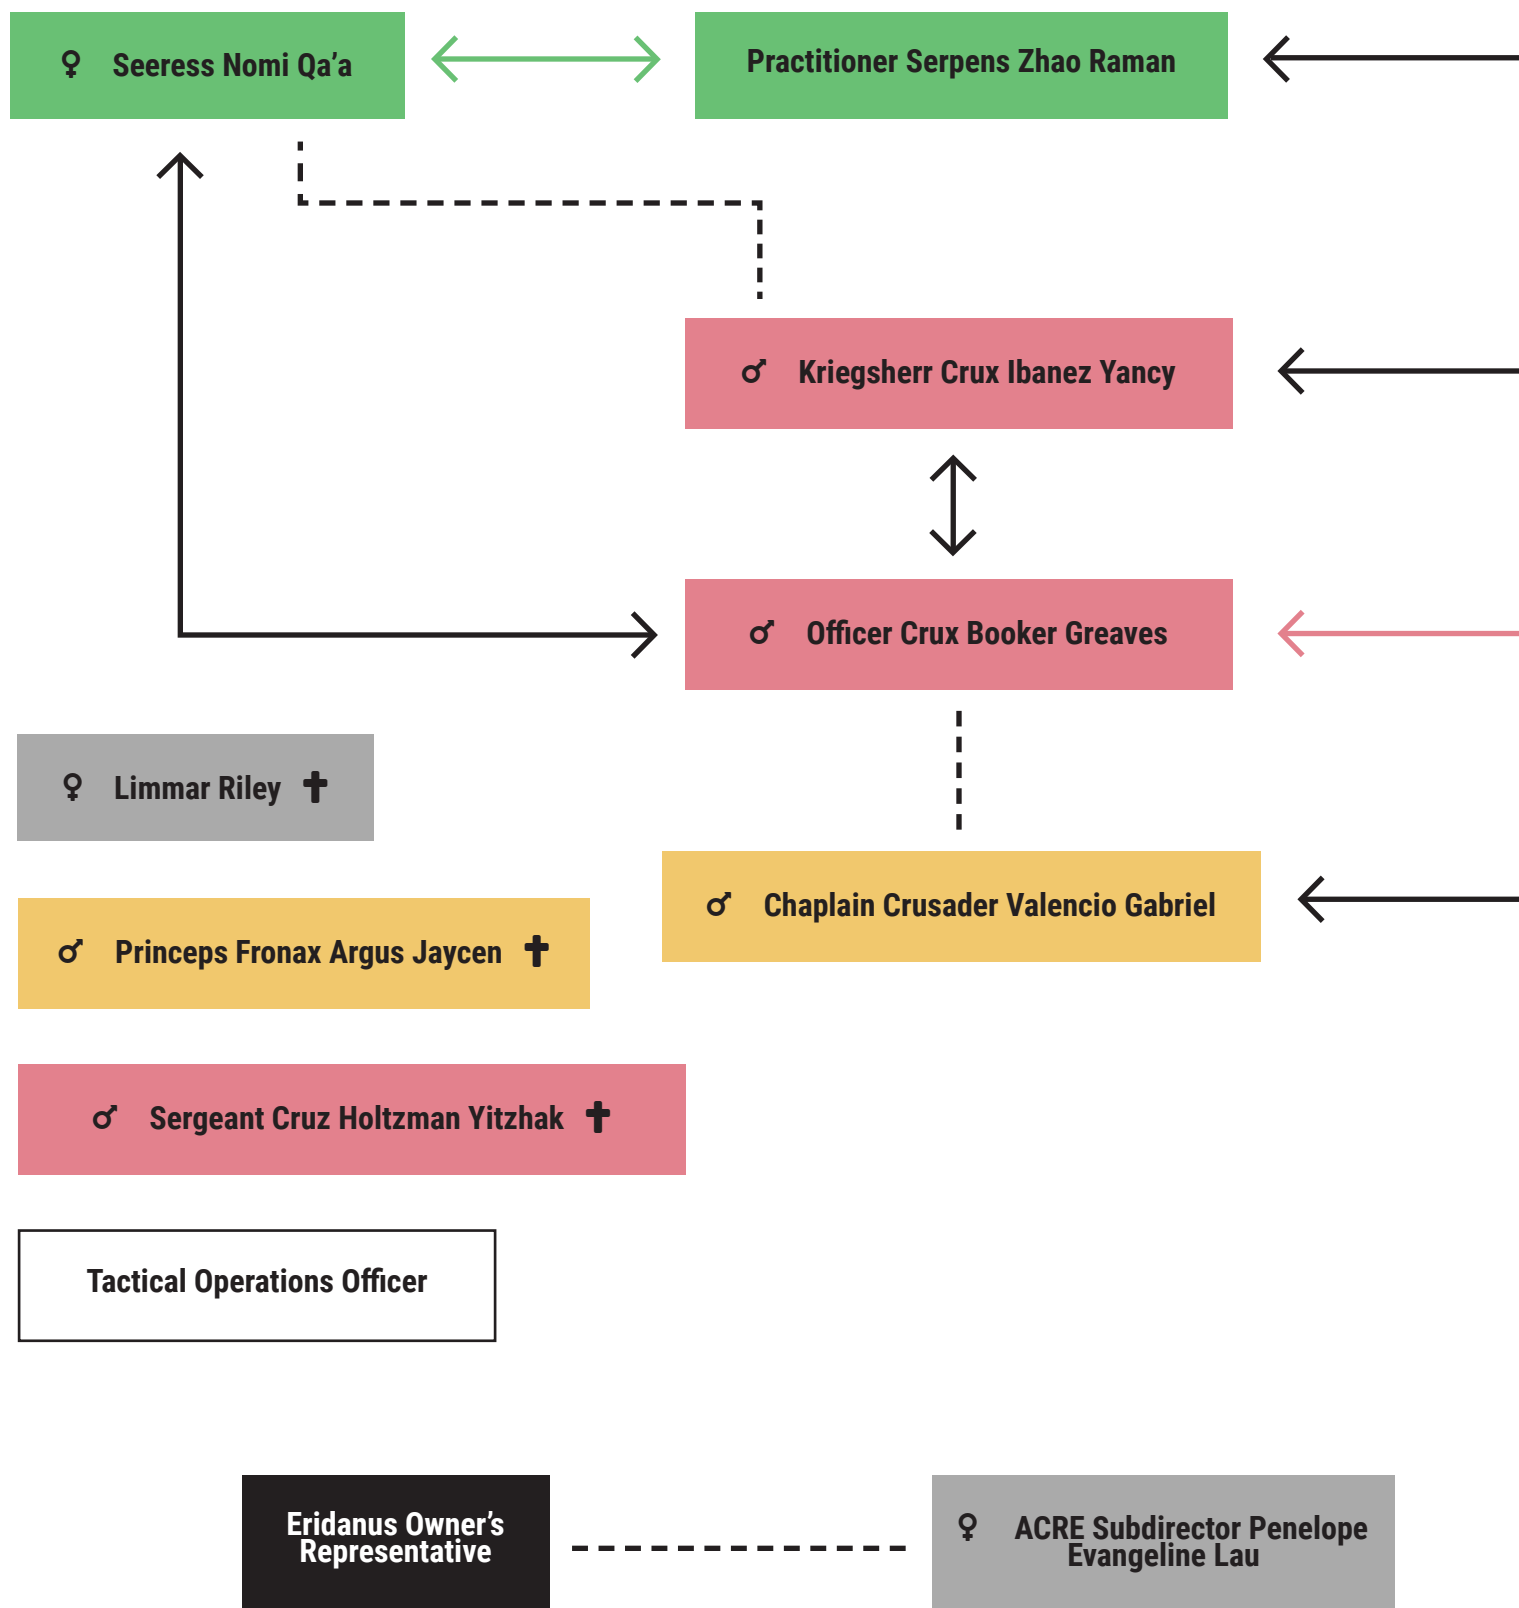 Seeress Nomi Qa’a
Practitioner Serpens Zhao Raman
Kriegsherr Crux Ibanez Yancy
Officer Crux Booker Greaves
Limmar Riley
Chaplain Crusader Valencio Gabriel
Princeps Fronax Argus Jaycen
Sergeant Cruz Holtzman Yitzhak
Tactical Operations Officer
Eridanus Owner’s
Representative
ACRE Subdirector Penelope
Evangeline Lau